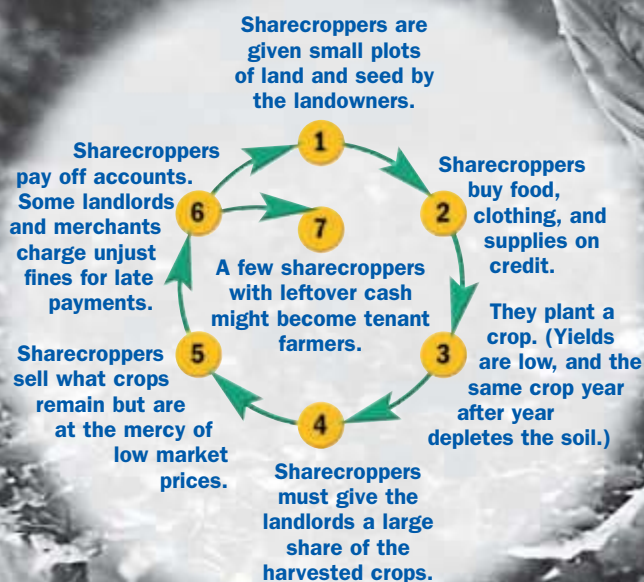 1
Sharecroppers are
given small plots
of land and seed by
the landowners.
2
Sharecroppers
buy food,
clothing, and
supplies on
credit.
3
They plant a
crop. (Yields
are low, and the
same crop year
after year
depletes the soil.)
4
Sharecroppers
must give the
landlords a large
share of the
harvested crops.
5
Sharecroppers
sell what crops
remain but are
at the mercy of
low market
prices.
6
Sharecroppers
pay off accounts.
Some landlords
and merchants
charge unjust
fines for late
payments.
7
A few sharecroppers
with leftover cash
might become tenant
farmers.